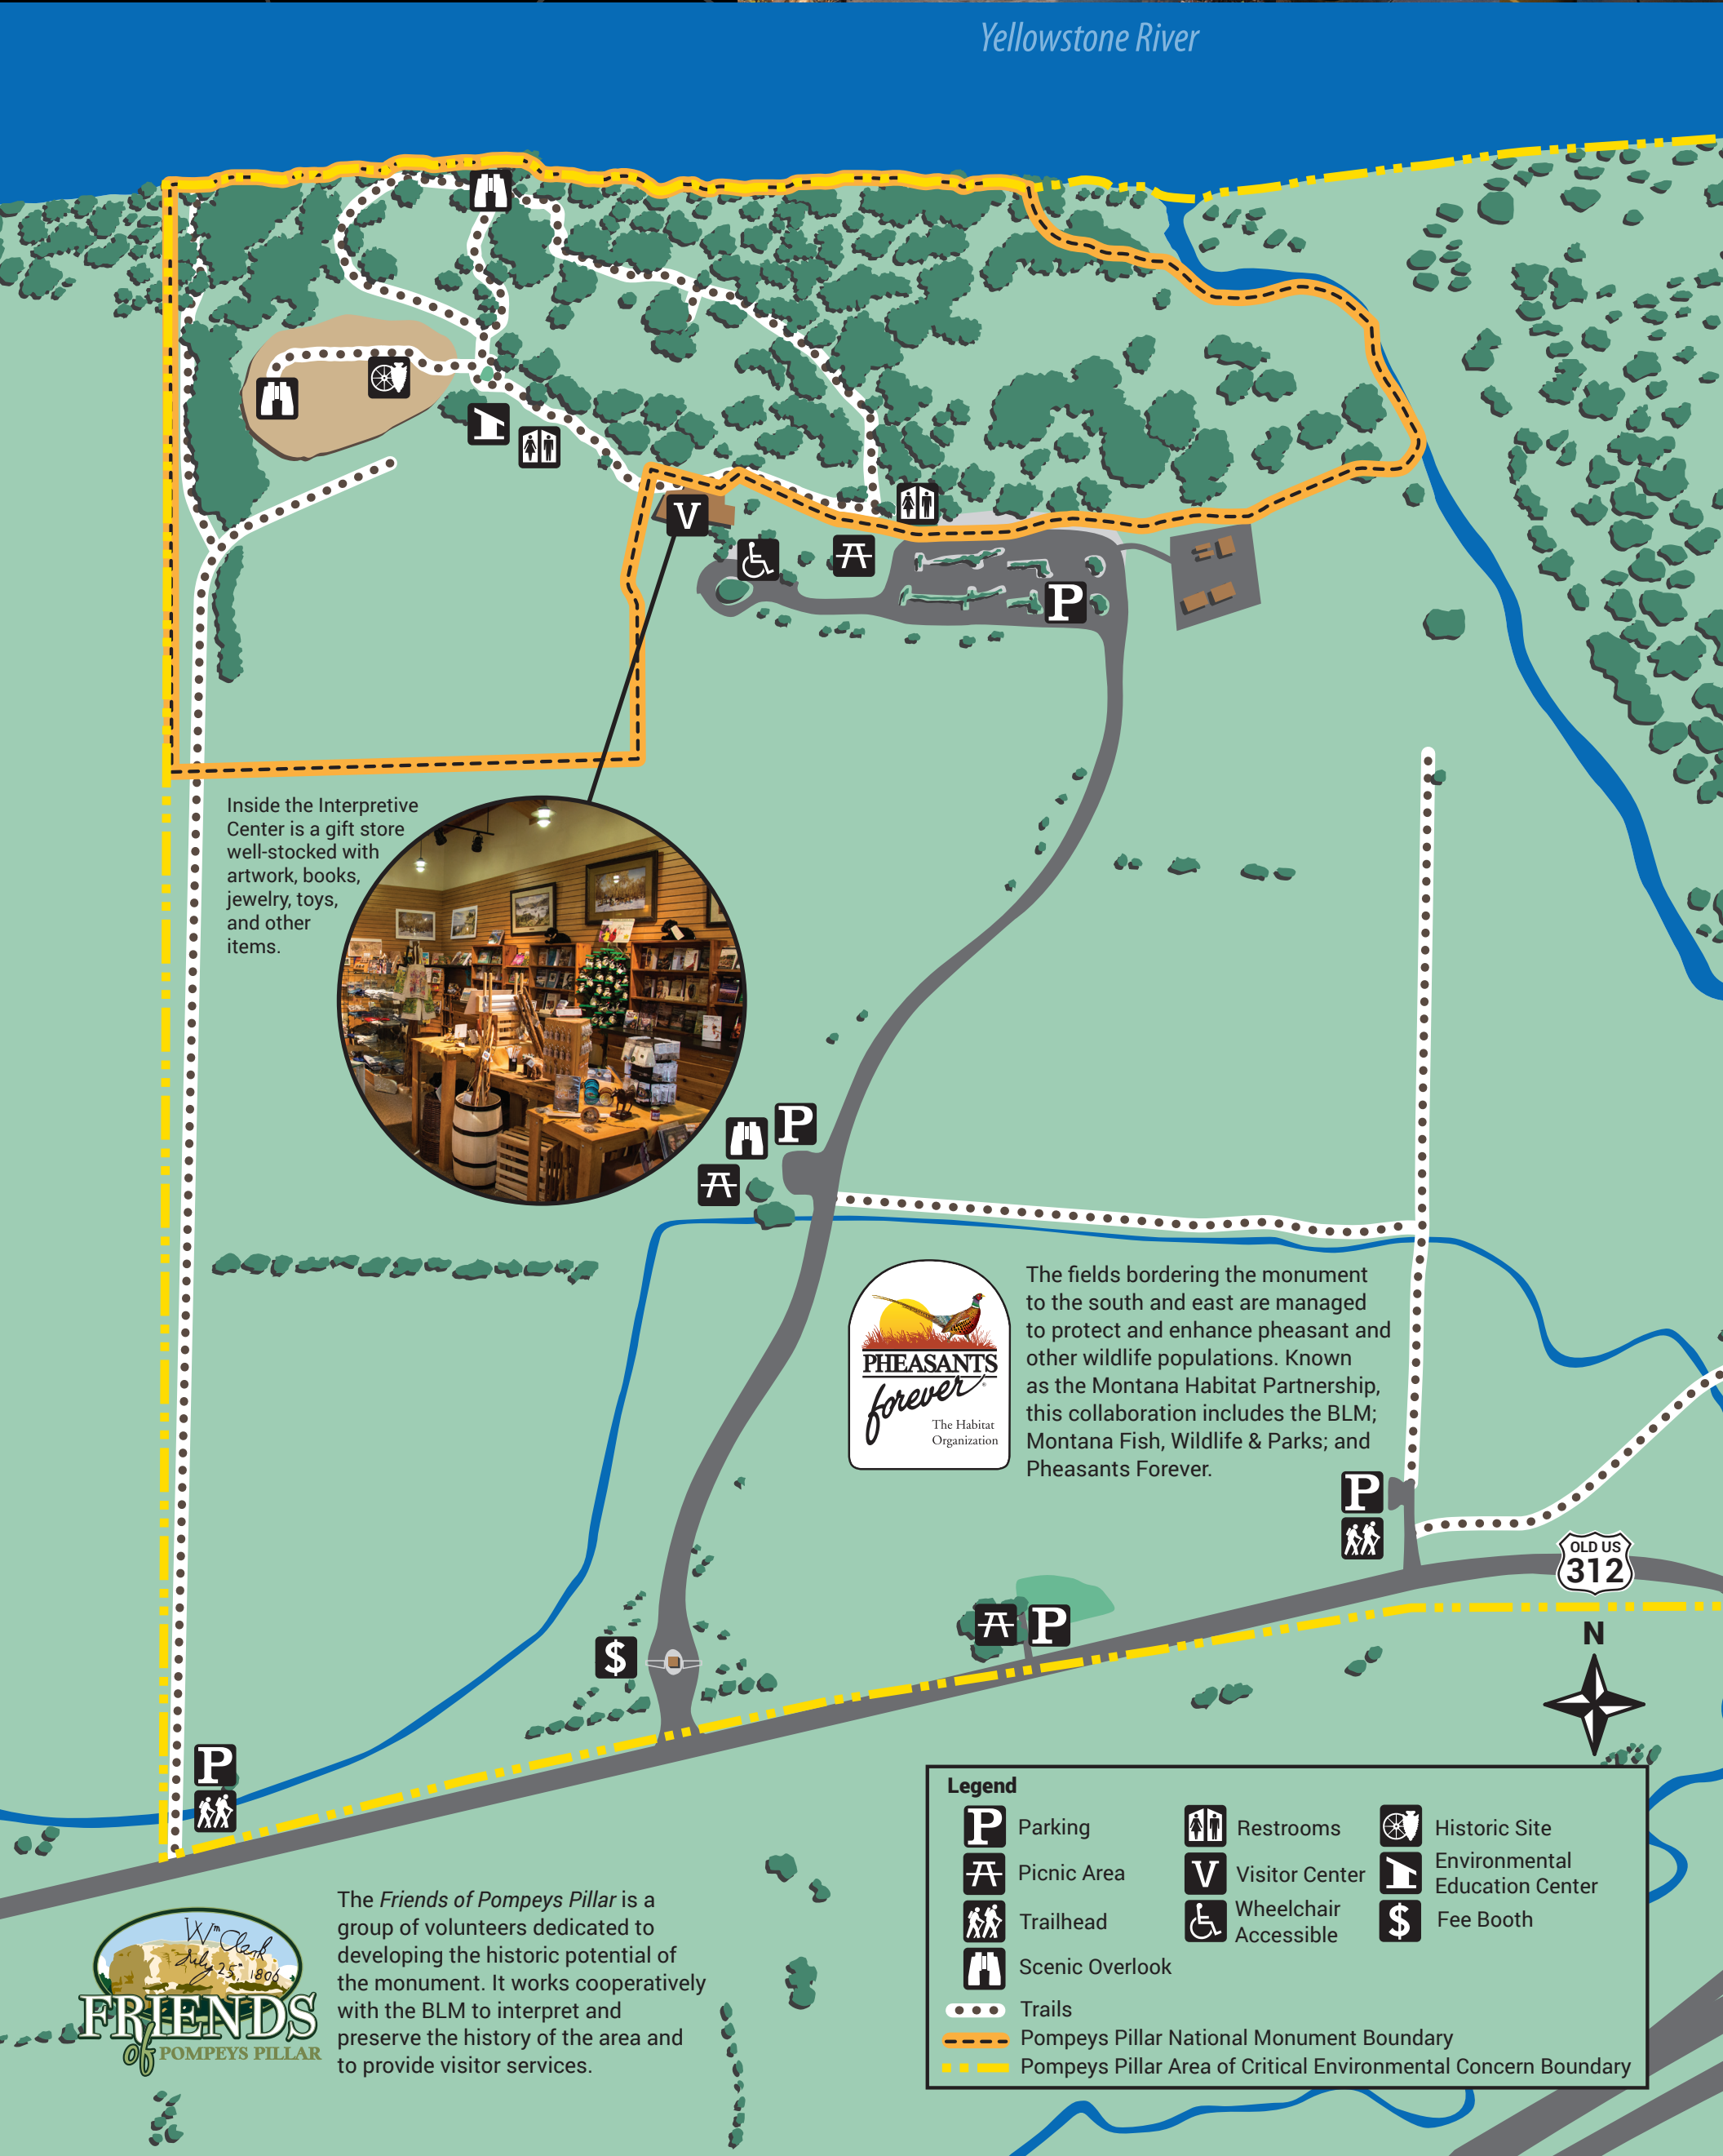 Yellowstone River
V
P
Inside the Interpretive
Center is a gift store
well-stocked with
artwork, books,
jewelry, toys,
and other
items.
P
PHEASANTS
forever
The Habitat
Organization
The fields bordering the monument
to the south and east are managed
to protect and enhance pheasant and
other wildlife populations. Known
as the Montana Habitat Partnership,
this collaboration includes the BLM;
Montana Fish, Wildlife & Parks; and
Pheasants Forever.
P
OLD US
312
P
$
N
P
Legend
P Parking
Picnic Area
Trailhead
Scenic Overlook
Restrooms
V Visitor Center
Wheelchair
Accessible
Historic Site
Environmental
Education Center
$ Fee Booth
Trails
Pompeys Pillar National Monument Boundary
Pompeys Pillar Area of Critical Environmental Concern Boundary
Wm Clark
July 25, 1806
FRIENDS
of POMPEYS PILLAR
The Friends of Pompeys Pillar is a
group of volunteers dedicated to
developing the historic potential of
the monument. It works cooperatively
with the BLM to interpret and
preserve the history of the area and
to provide visitor services.